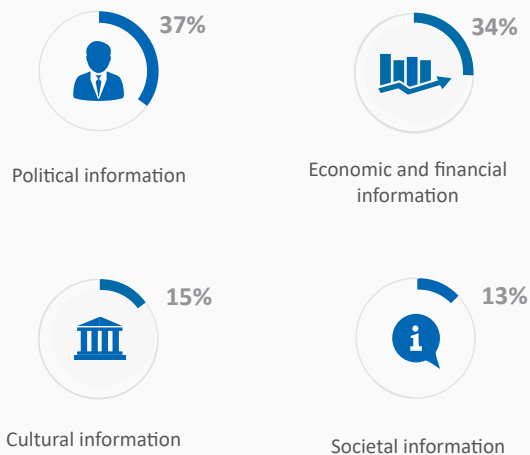 37%
Political information
34%
Economic and financial
information
15%
Cultural information
13%
Societal information